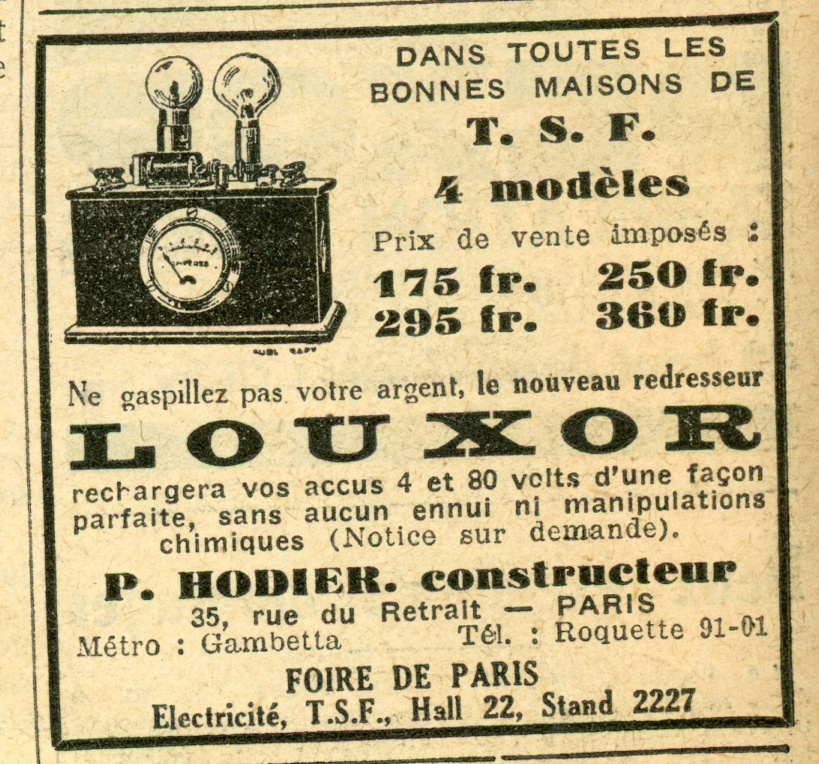 DANS TOUTES LES
BONNES MAISONS DE
T. S. F.
4 modèles
Prix de vente imposés :
175 fr. 250 fr.
295 fr. 360 fr.
Ne gaspillez pas votre argent, le nouveau redresseur
LOUXOR
rechargera vos accus 4 et 80 volts d'une façon
parfaite, sans aucun ennui ni manipulations
chimiques (Notice sur demande).
P. HODIER. constructeur
35, rue du Retrait — PARIS
Métro : Gambetta Tél. : Roquette 91-01
FOIRE DE PARIS
Electricité, T.S.F., Hall 22, Stand 2227